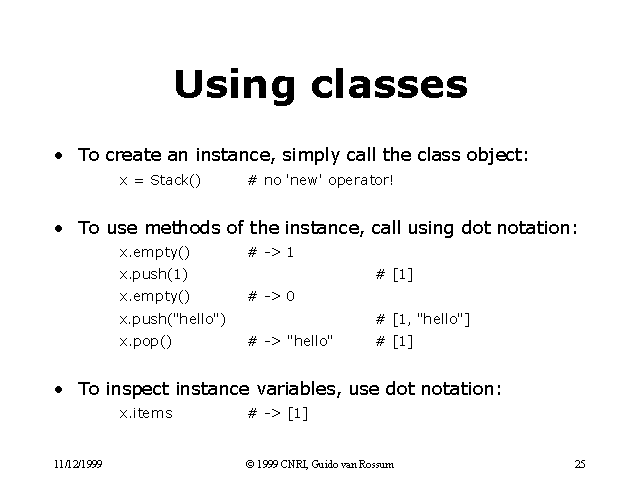 Using classes
• To create an instance, simply call the class object:
x = Stack() # no 'new' operator!
• To use methods of the instance, call using dot notation:
x.empty() # -> 1
x.push(1) # [1]
x.empty() # -> 0
x.push("hello") # [1, "hello"]
x.pop() # -> "hello" # [1]
• To inspect instance variables, use dot notation:
x.items # -> [1]
11/12/1999 © 1999 CNRI, Guido van Rossum 25